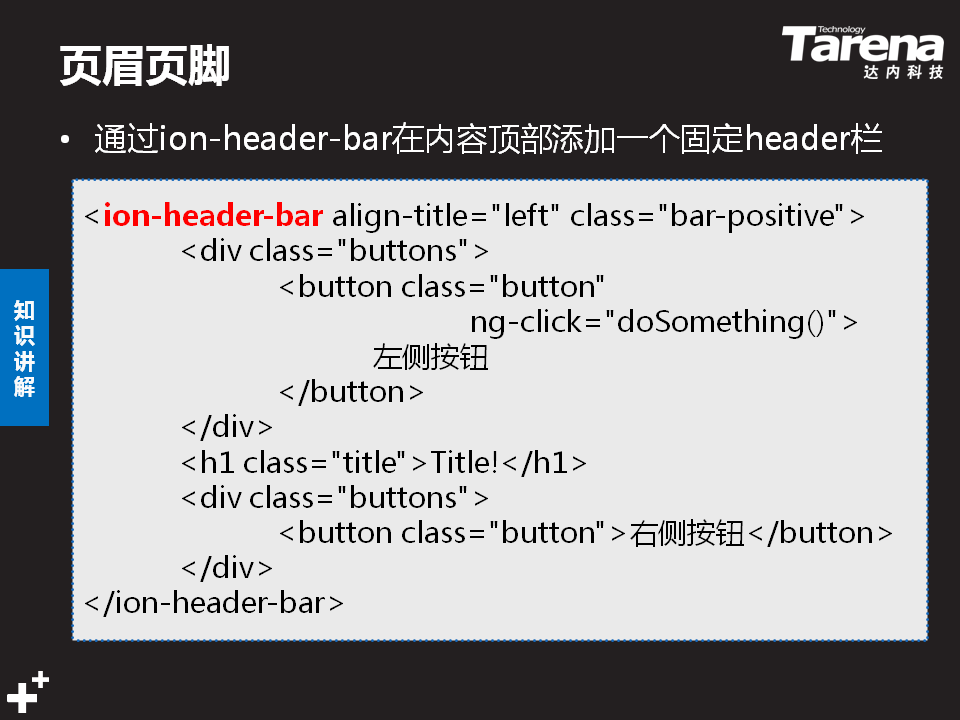 页眉页脚
Technology
Tarena
达内科技
• 通过ion-header-bar在内容顶部添加一个固定header栏
<ion-header-bar align-title="left" class="bar-positive">
<div class="buttons">
<button class="button"
ng-click="doSomething()">
左侧按钮
</button>
</div>
<h1 class="title">Title!</h1>
<div class="buttons">
<button class="button">右侧按钮</button>
</div>
</ion-header-bar>
知识讲解